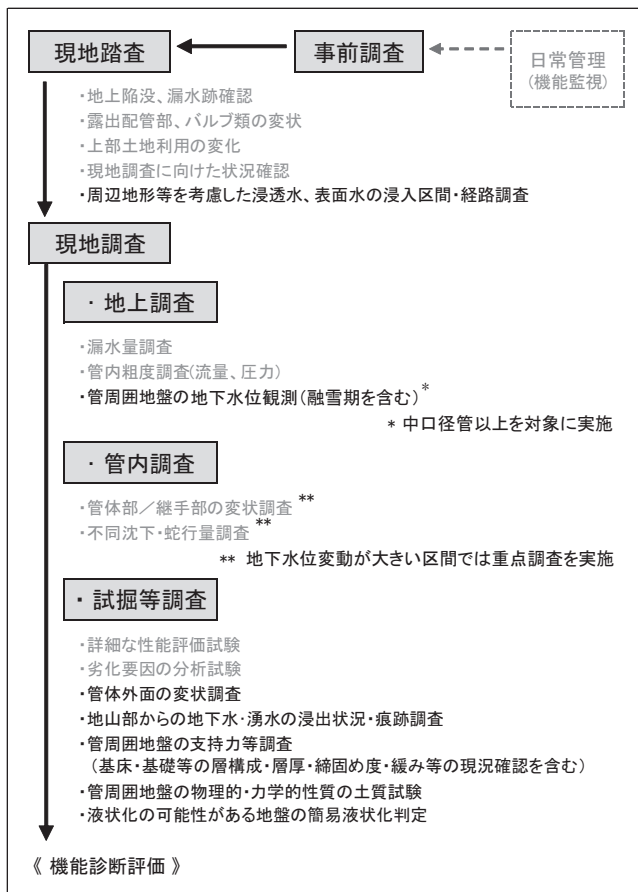 現地踏査
事前調査
日常管理
(機能監視)
・地上陥没、漏水跡確認
・露出配管部、バルブ類の変状
・上部土地利用の変化
・現地調査に向けた状況確認
・周辺地形等を考慮した浸透水、表面水の浸入区間・経路調査
現地調査
・地上調査
・漏水量調査
・管内粗度調査(流量、圧力)
・管周囲地盤の地下水位観測(融雪期を含む)*
* 中口径管以上を対象に実施
・管内調査
・管体部/継手部の変状調査 **
・不同沈下・蛇行量調査 **
** 地下水位変動が大きい区間では重点調査を実施
・試掘等調査
・詳細な性能評価試験
・劣化要因の分析試験
・管体外面の変状調査
・地山部からの地下水・湧水の浸出状況・痕跡調査
・管周囲地盤の支持力等調査
(基床・基礎等の層構成・層厚・締固め度・緩み等の現況確認を含む)
・管周囲地盤の物理的・力学的性質の土質試験
・液状化の可能性がある地盤の簡易液状化判定
《 機能診断評価 》